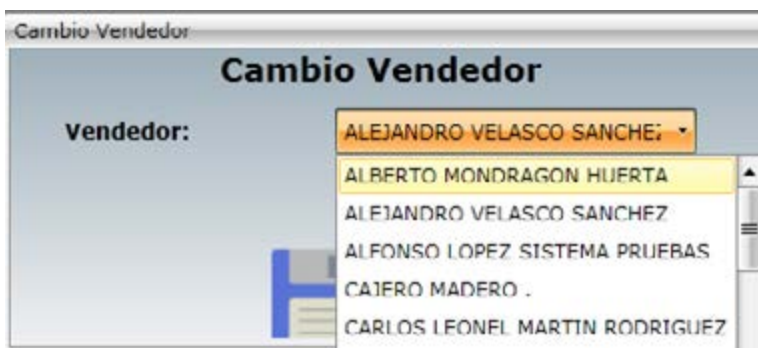 Cambio Vendedor
Cambio Vendedor
Vendedor:
ALEJANDRO VELASCO SANCHEZ
ALBERTO MONDRAGON HUERTA
ALEJANDRO VELASCO SANCHEZ
ALFONSO LOPEZ SISTEMA PRUEBAS
CAJERO MADERO .
CARLOS LEONEL MARTIN RODRIGUEZ